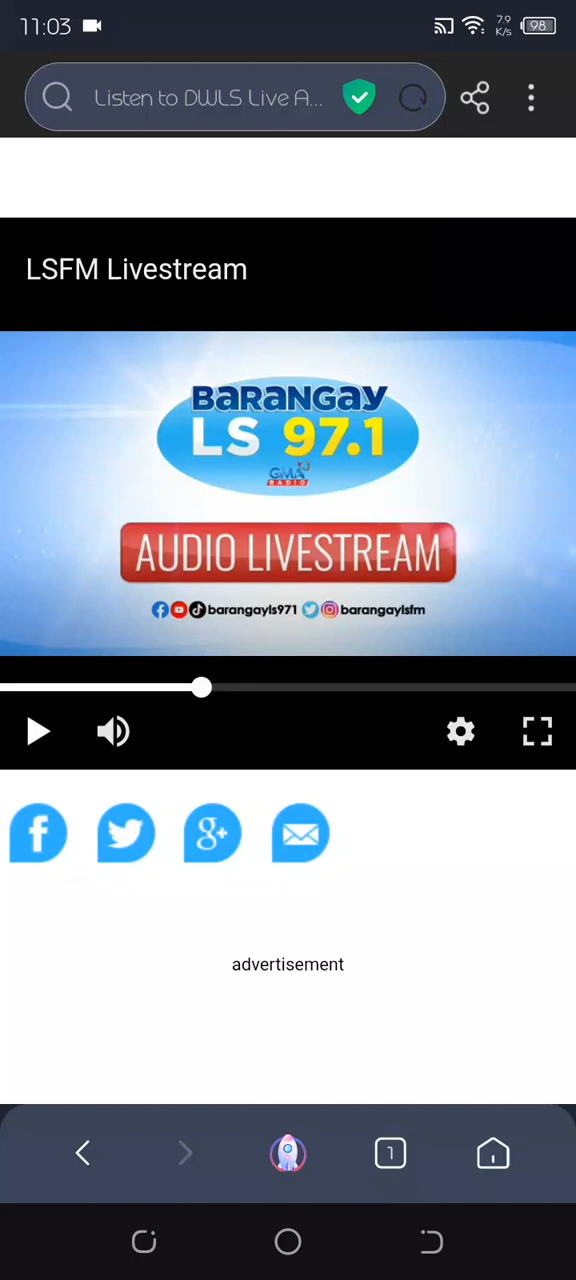 11:03
7.9
K/s
98
Listen to DWLS Live A...
LSFM Livestream
BARANGAY
LS 97.1
GMA
RADIO
AUDIO LIVESTREAM
barangayls971 barangaylsfm
f g+
advertisement
1